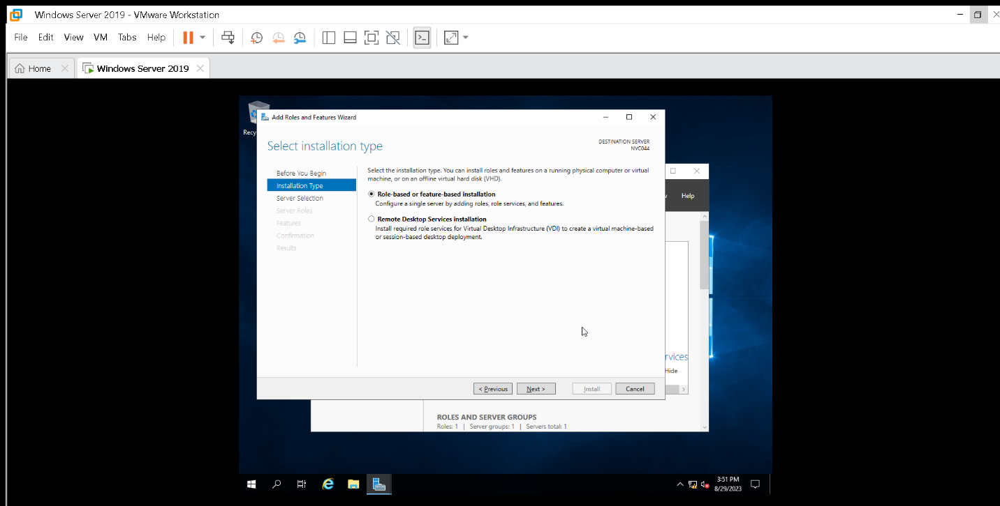 Windows Server 2019 - VMware Workstation
File Edit View VM Tabs Help
Home
Windows Server 2019
Add Roles and Features Wizard
Select installation type
DESTINATION SERVER
NVC044
Before You Begin
Installation Type
Server Selection
Server Roles
Features
Confirmation
Results
Select the installation type. You can install roles and features on a running physical computer or virtual
machine, or on an offline virtual hard disk (VHD).
Role-based or feature-based installation
Configure a single server by adding roles, role services, and features.
Remote Desktop Services installation
Install required role services for Virtual Desktop Infrastructure (VDI) to create a virtual machine-based
or session-based desktop deployment.
< Previous Next > Install Cancel
Recy
Help
rvices
Hide
ROLES AND SERVER GROUPS
Roles: 1 | Server groups: 1 | Servers total: 1
3:51 PM
8/29/2023